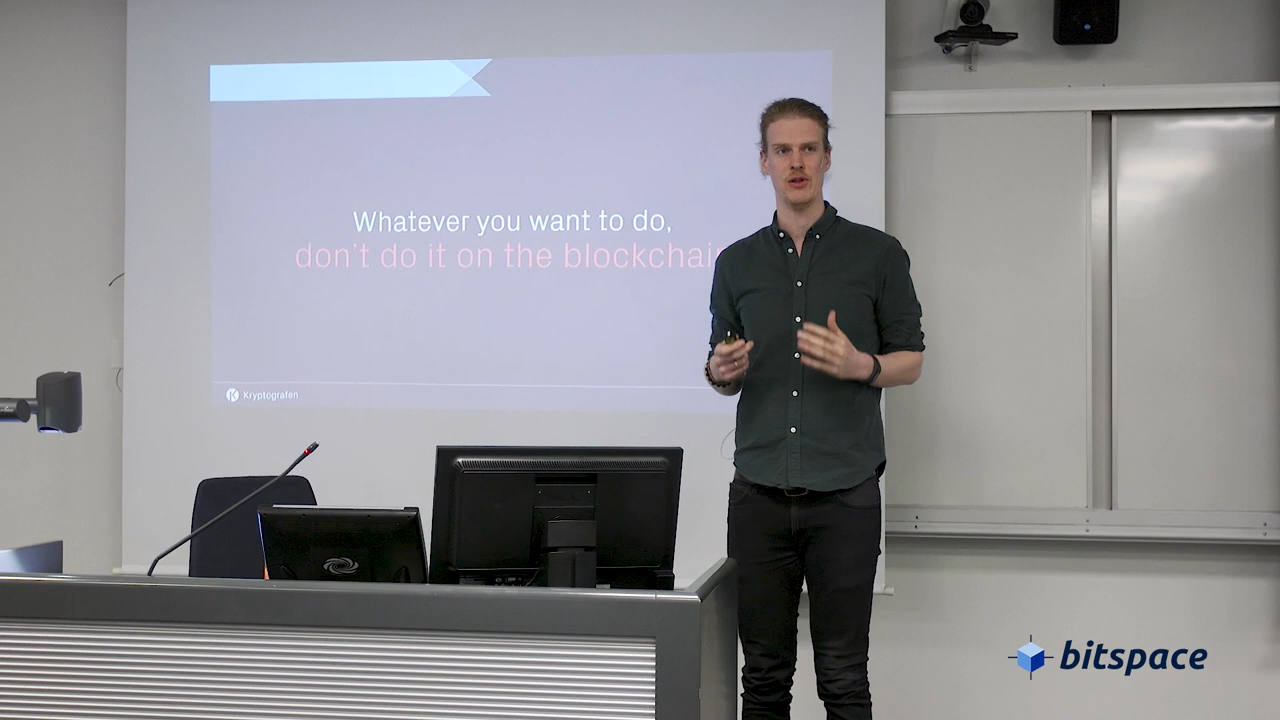 Whatever you want to do,
don't do it on the blockchain
Kryptografen
bitspace